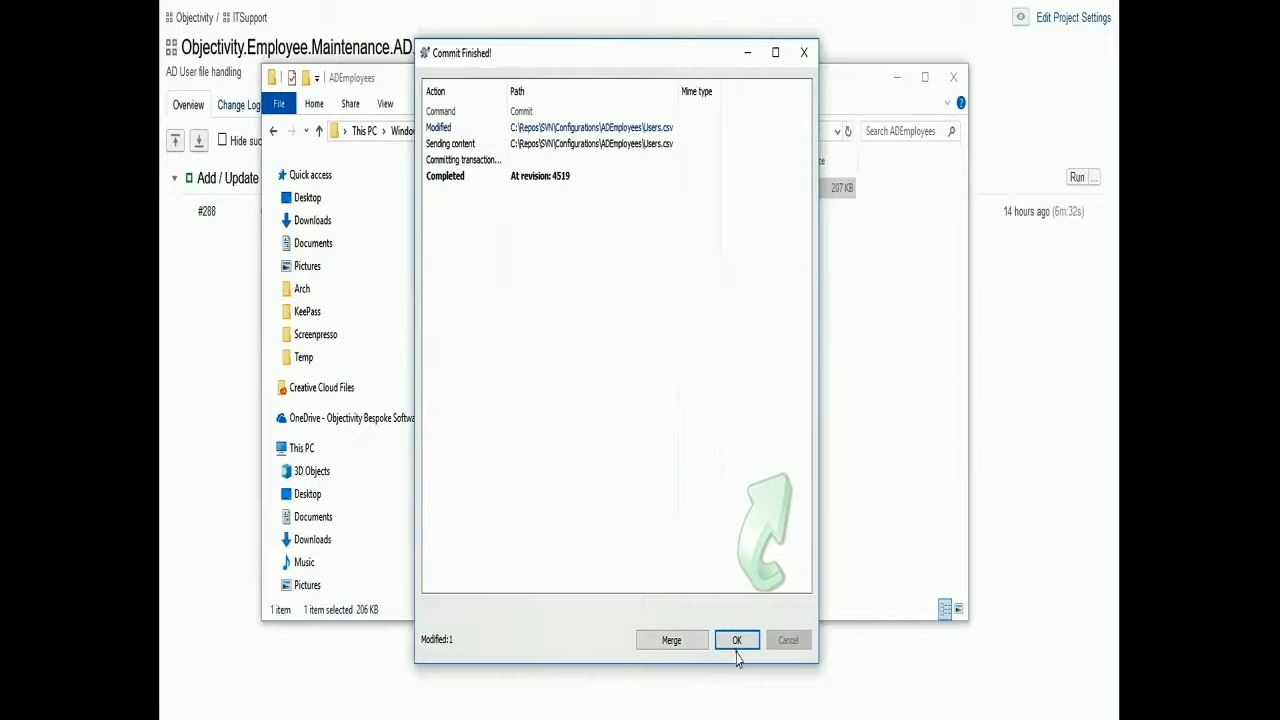 Objectivity / ITSupport
Edit Project Settings
Objectivity.Employee.Maintenance.AD.
AD User file handling
Overview
Change Log
Hide suc
Add / Update
Run ...
#288
14 hours ago (6m:32s)
ADEmployees
File
Home
Share
View
This PC
Window
Search ADEmployees
ze
207 KB
Quick access
Desktop
Downloads
Documents
Pictures
Arch
KeePass
Screenpresso
Temp
Creative Cloud Files
OneDrive - Objectivity Bespoke Softwa
This PC
3D Objects
Desktop
Documents
Downloads
Music
Pictures
1 item
1 item selected 206 KB
Commit Finished!
Action Path Mime type
Command Commit
Modified C:\Repos\SVN\Configurations\ADEmployees\Users.csv
Sending content C:\Repos\SVN\Configurations\ADEmployees\Users.csv
Committing transaction...
Completed At revision: 4519
Modified:1
Merge
OK
Cancel